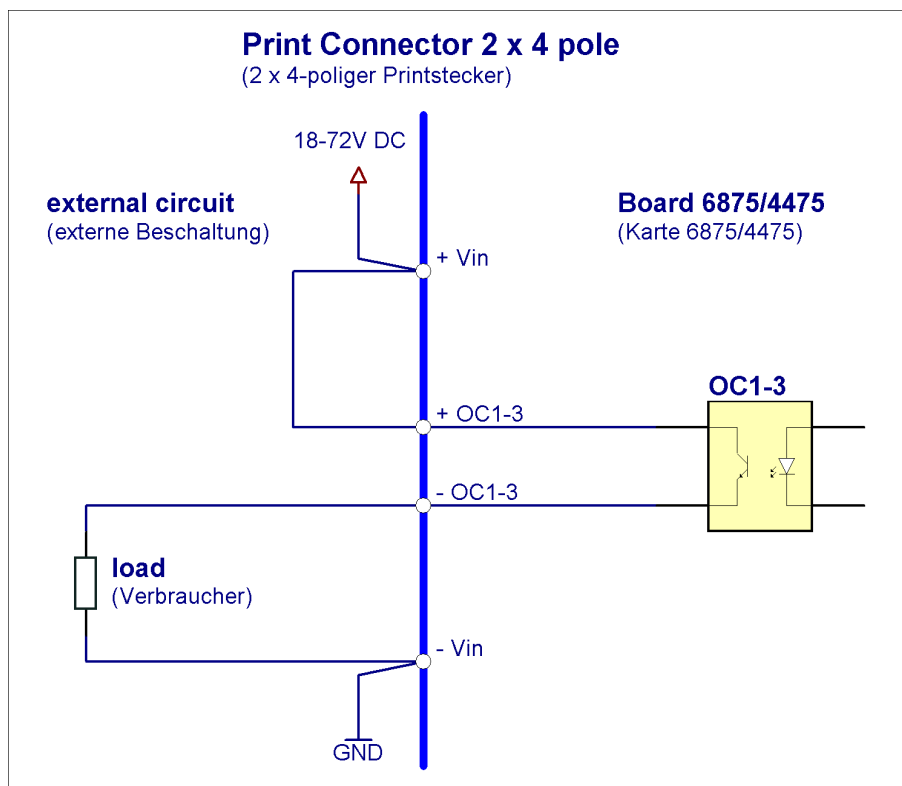 Print Connector 2 x 4 pole
(2 x 4-poliger Printstecker)
18-72V DC
external circuit
(externe Beschaltung)
Board 6875/4475
(Karte 6875/4475)
+ Vin
OC1-3
+ OC1-3
- OC1-3
load
(Verbraucher)
- Vin
GND